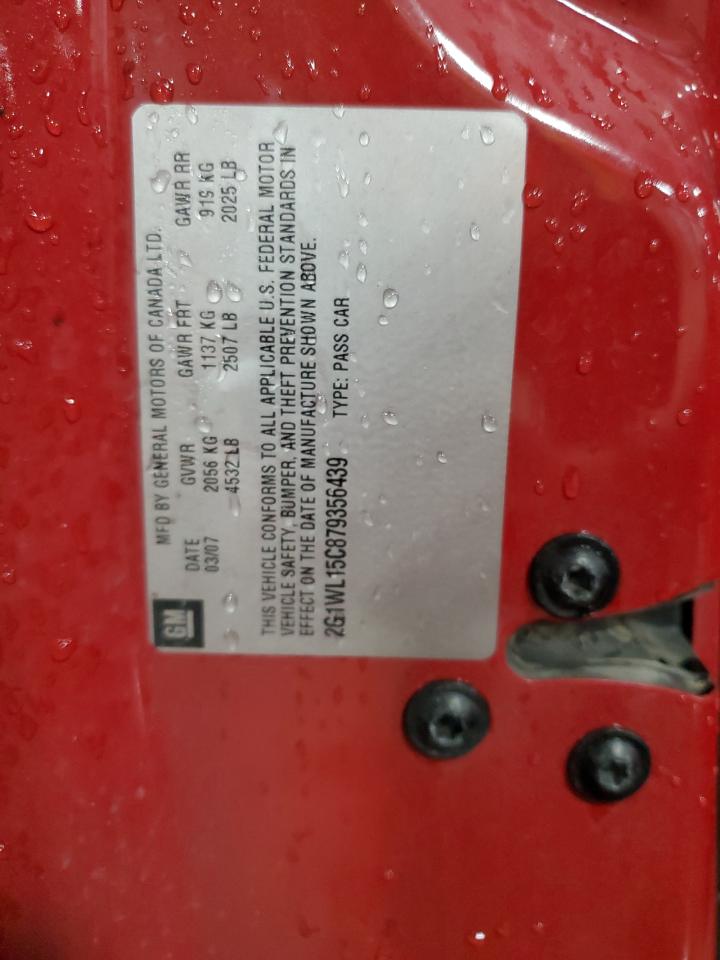 GM
MFD BY GENERAL MOTORS OF CANADA LTD.
DATE GVWR GAWR FRT GAWR RR
03/07 2056 KG 1137 KG 919 KG
4532 LB 2507 LB 2025 LB
THIS VEHICLE CONFORMS TO ALL APPLICABLE U.S. FEDERAL MOTOR
VEHICLE SAFETY, BUMPER, AND THEFT PREVENTION STANDARDS IN
EFFECT ON THE DATE OF MANUFACTURE SHOWN ABOVE.
2G1WL15C879356439 TYPE: PASS CAR